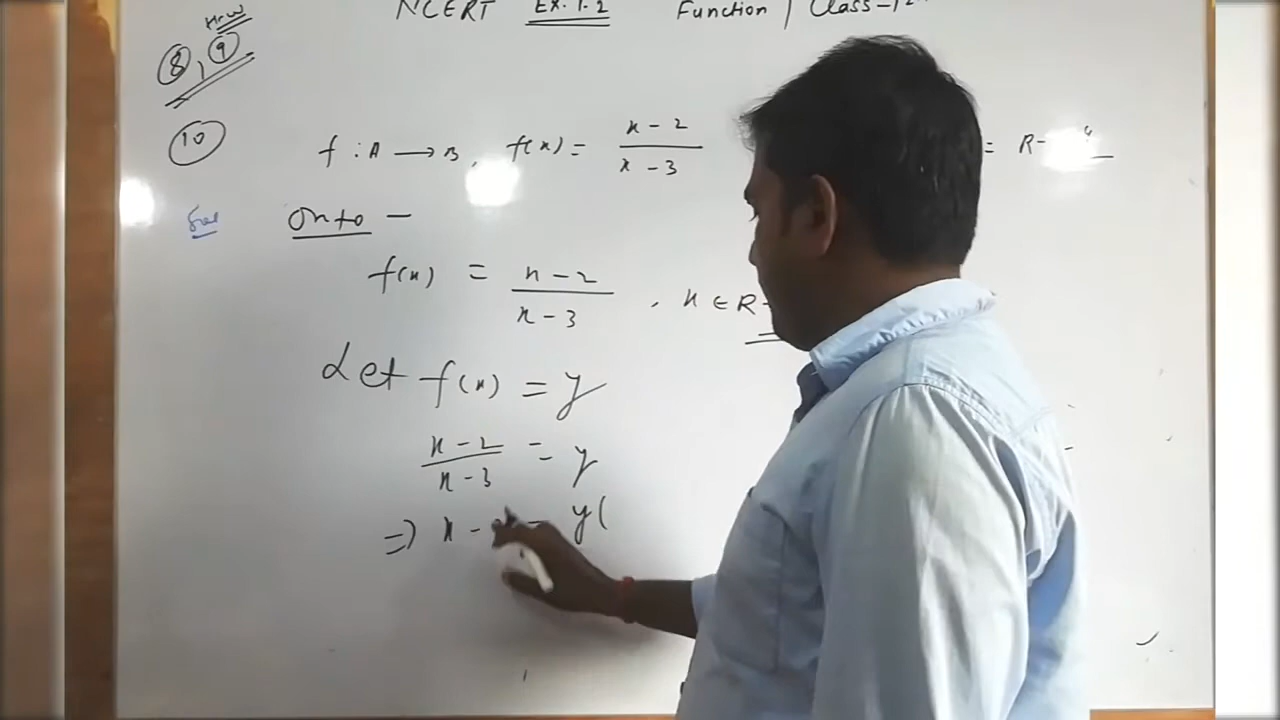 NCERT Ex. 1.2 Function / Class-12
H.W
8, 9
10 f : A → B, f(x) = x-2 / x-3 = R-
Sol Onto -
f(x) = x-2 / x-3 , x ∈ R-
Let f(x) = y
x-2 / x-3 = y
⇒ x - = y(